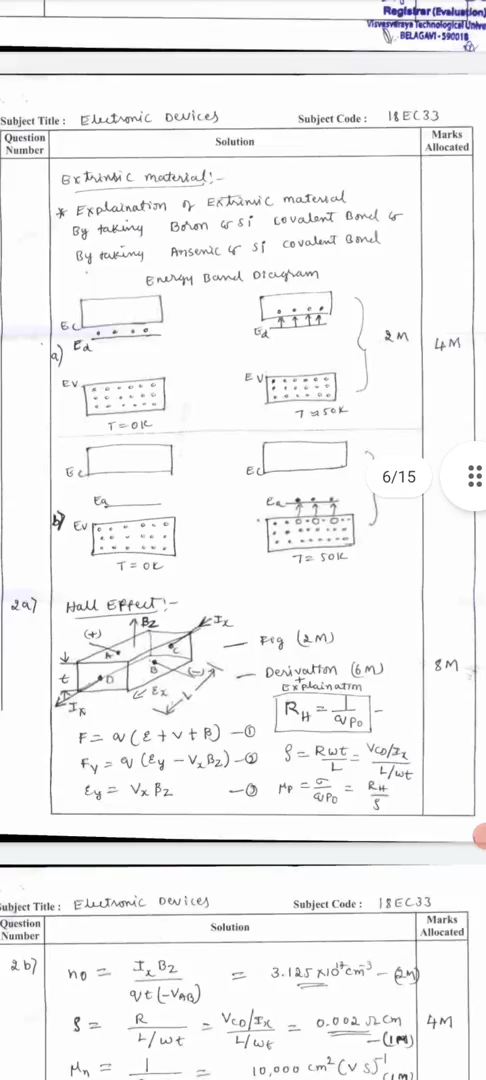 Registrar (Evaluation)
Visvesvaraya Technological Unive
BELAGAVI - 590018
Subject Title : Electronic Devices Subject Code : 18EC33
Question Number Solution Marks Allocated
Extrinsic material:-
* Explaination of Extrinsic material
By taking Boron & Si covalent Bond &
By taking Arsenic & Si covalent Bond
Energy Band Diagram
Ec
Ed
Ed
a)
2M
4M
Ev
Ev
T = 0K
T ≈ 50K
Ec
Ec
6/15
Ea
Ea
b)
Ev
T = 0K
T = 50K
2a) Hall Effect:-
Bz
Ix
(+)
A
C
Fig (2M)
t
D
B
(-)
Derivation (6M)
+
Explaination
8M
Ex
w
L
Ix
RH = 1/qPo
F = q (E + V + B) —①
Fy = q (Ey - Vx Bz) —②
ρ = Rwt/L = VCD/Ix / L/wt
Ey = Vx Bz —③
μp = σ/qPo = RH/ρ
Subject Title : Electronic Devices Subject Code : 18EC33
Question Number Solution Marks Allocated
2b) no = Ix Bz / qt(-VAB) = 3.125 x 10¹⁷ cm⁻³ - (2M)
ρ = R / L/wt = VCD/Ix / L/wt = 0.002 Ω cm
—(1M)
4M
μn = 1 10,000 cm² (V S)⁻¹
(1M)